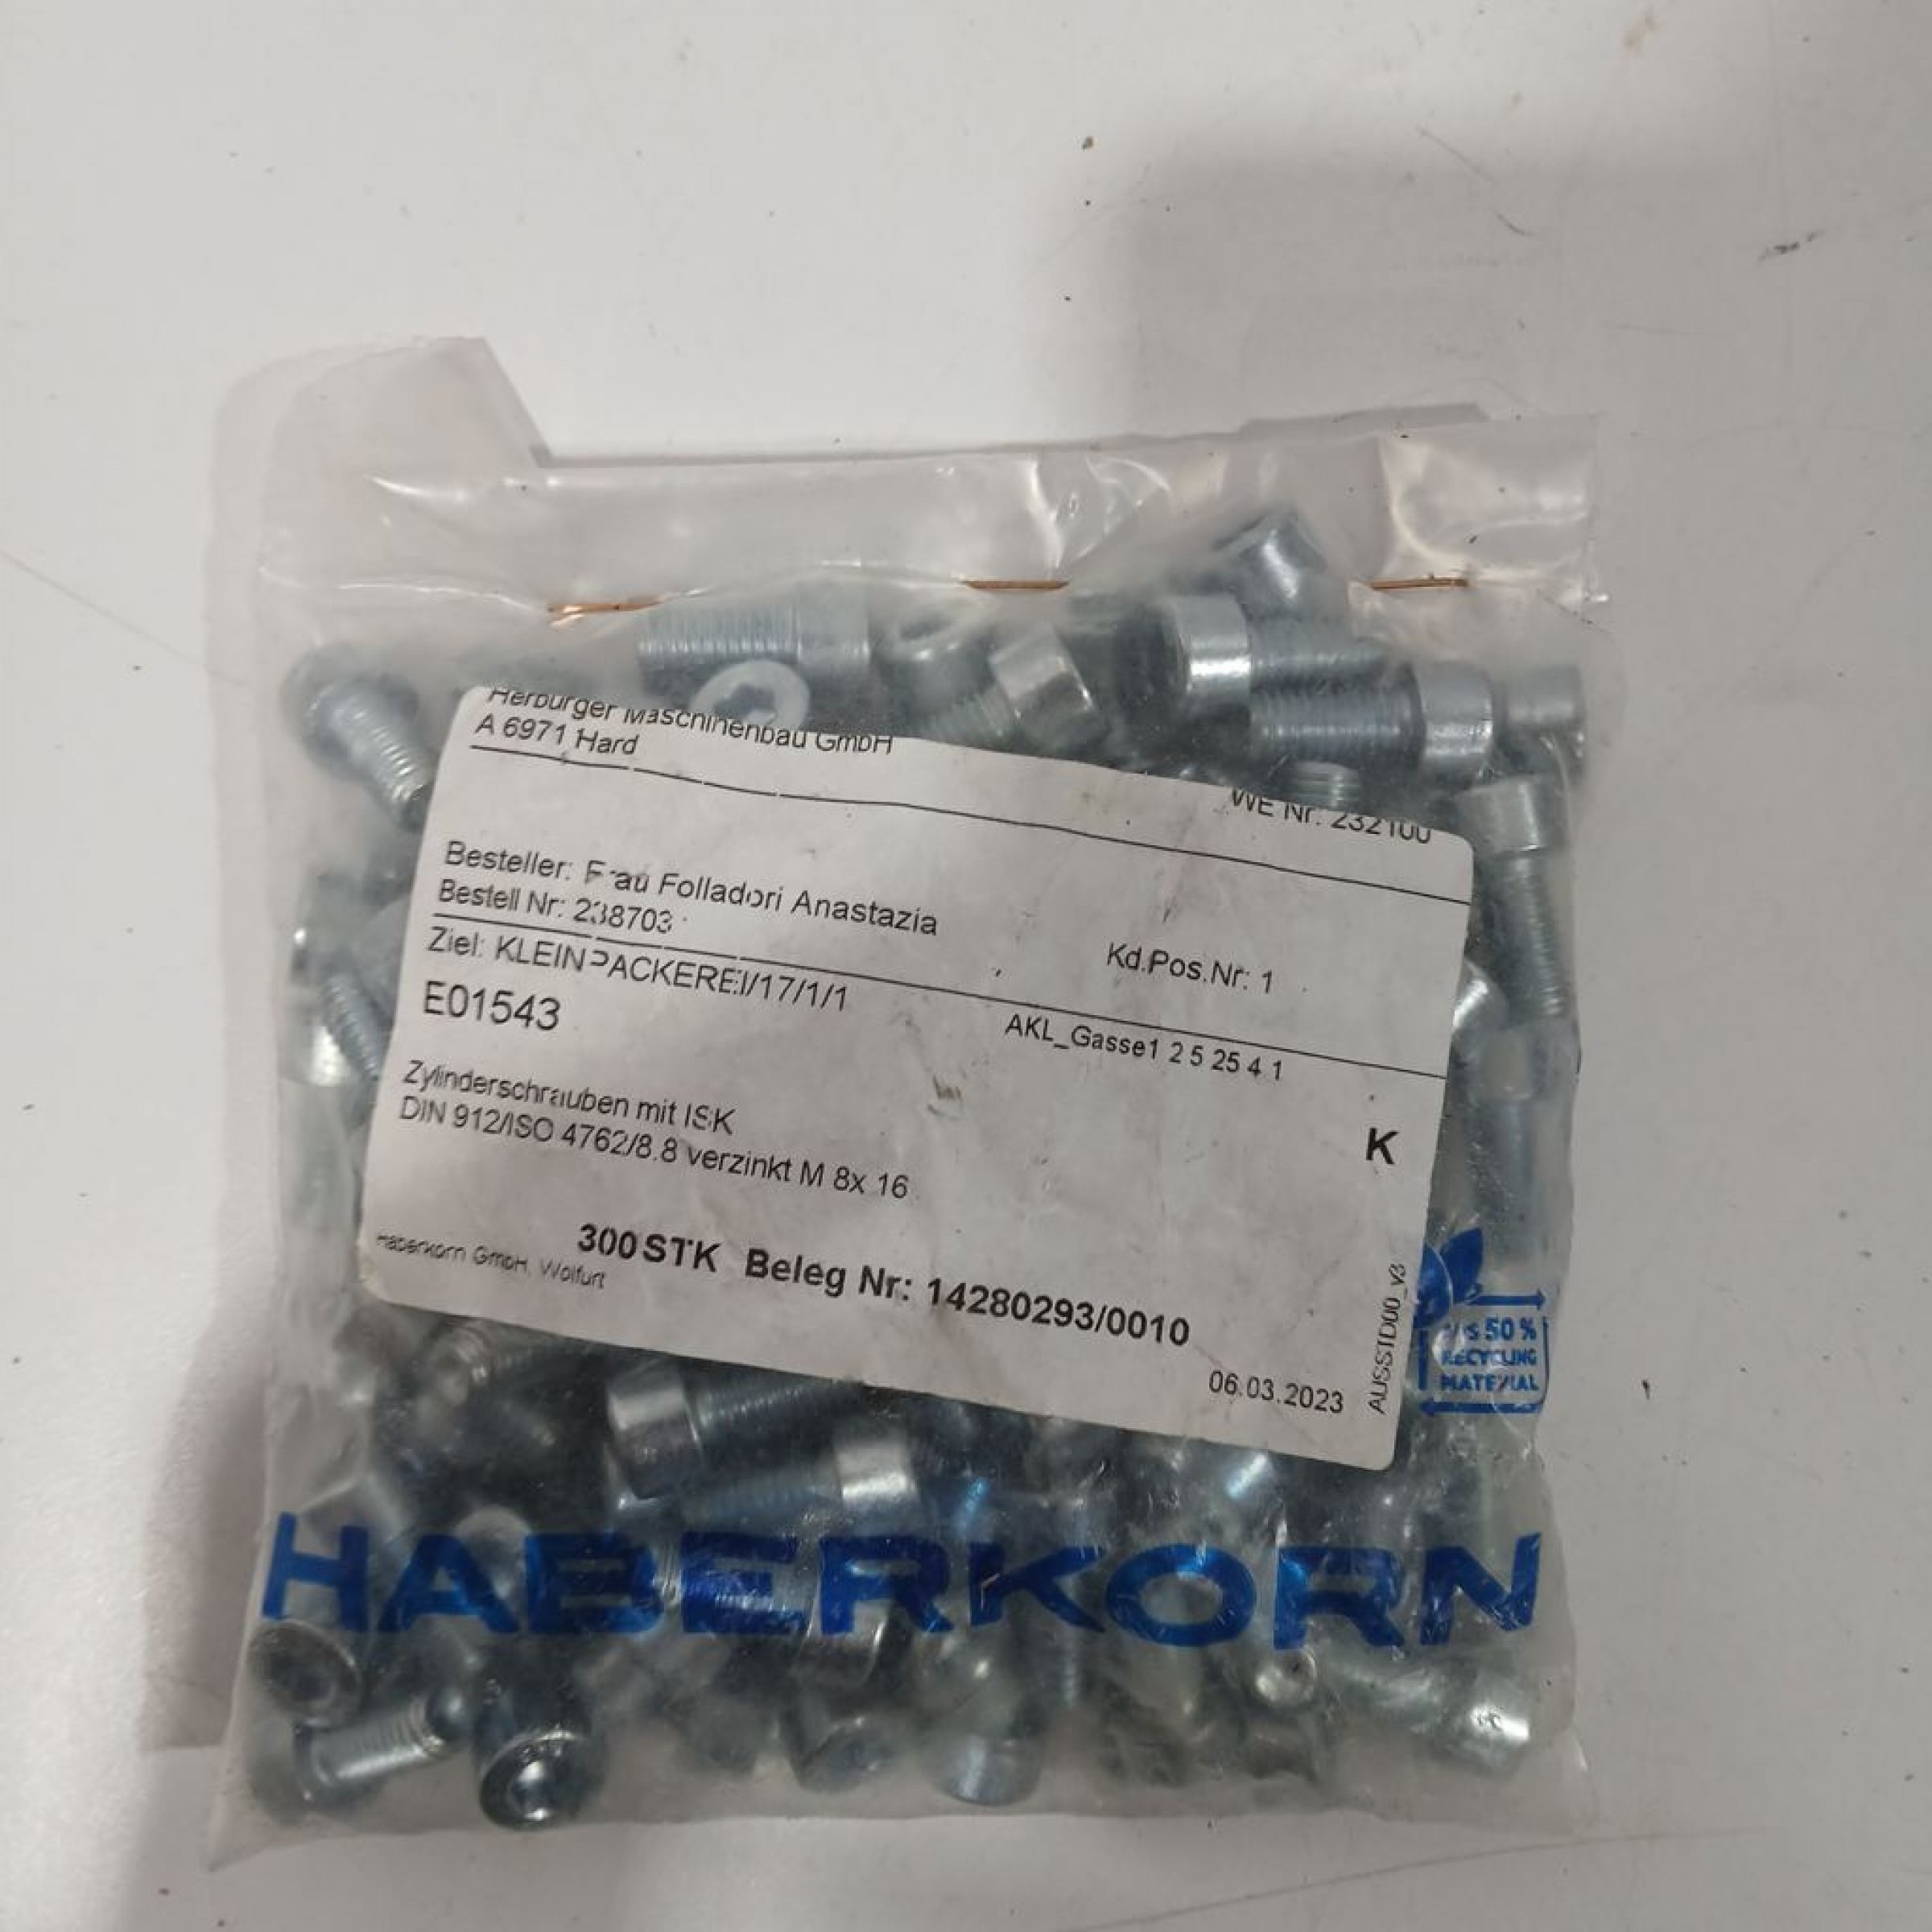 Herburger Maschinenbau GmbH
A 6971 Hard
WE Nr: 232100
Besteller: Frau Folladori Anastazia
Bestell Nr: 238703
Kd.Pos.Nr: 1
Ziel: KLEINPACKEREI/17/1/1
AKL_Gasse1 2 5 25 4 1
E01543
K
Zylinderschrauben mit ISK
DIN 912/ISO 4762/8.8 verzinkt M 8x 16
300STK Beleg Nr: 14280293/0010
Haberkorn GmbH, Wolfurt
06.03.2023
AUSSTD00_v3
aus 50 %
RECYCLING
MATERIAL
HABERKORN